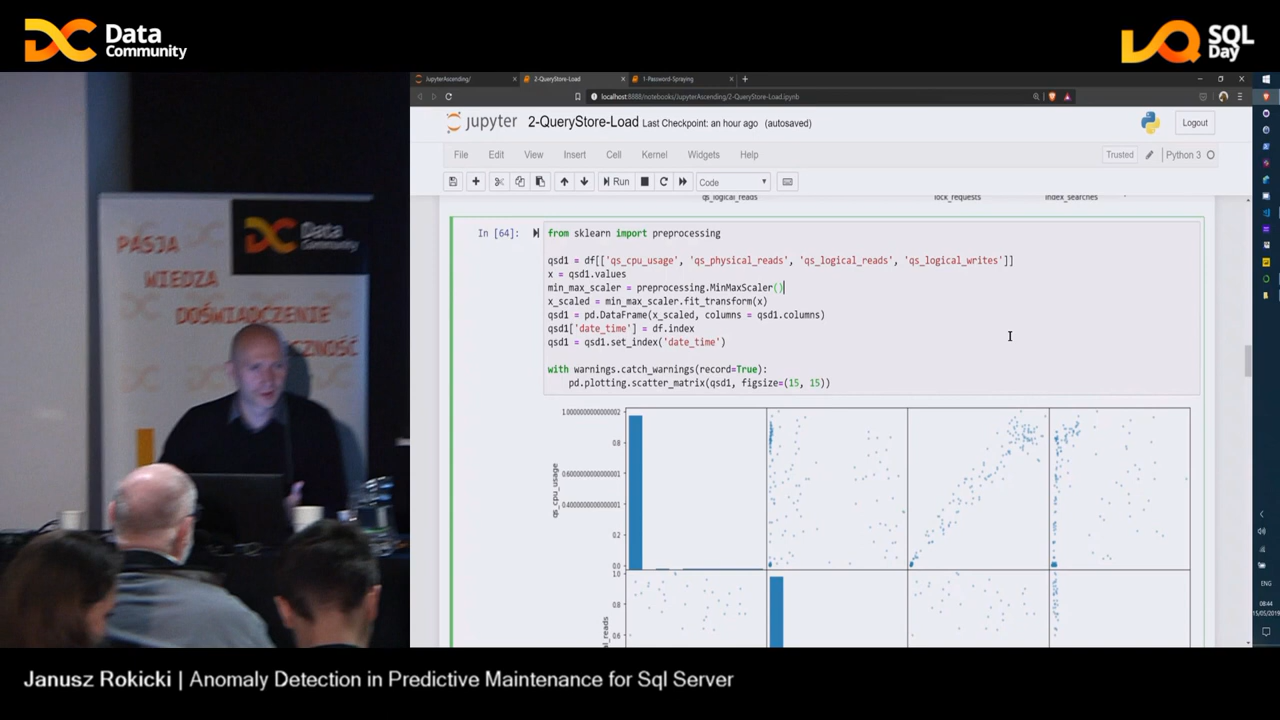 Data
Community
SQL
Day
PASJA
WIEDZA
DOŚWIADCZENIE
Data
Community
JupyterAscending/
2-QueryStore-Load
1-Password-Spraying
localhost:8888/notebooks/JupyterAscending/2-QueryStore-Load.ipynb
jupyter 2-QueryStore-Load Last Checkpoint: an hour ago (autosaved)
Logout
File Edit View Insert Cell Kernel Widgets Help
Trusted Python 3
Run Code
qs_logical_reads lock_requests index_searches
In [64]:
from sklearn import preprocessing
qsd1 = df[['qs_cpu_usage', 'qs_physical_reads', 'qs_logical_reads', 'qs_logical_writes']]
x = qsd1.values
min_max_scaler = preprocessing.MinMaxScaler()
x_scaled = min_max_scaler.fit_transform(x)
qsd1 = pd.DataFrame(x_scaled, columns = qsd1.columns)
qsd1['date_time'] = df.index
qsd1 = qsd1.set_index('date_time')
with warnings.catch_warnings(record=True):
pd.plotting.scatter_matrix(qsd1, figsize=(15, 15))
1.0000000000000002
0.8
0.6000000000000001
0.4000000000000001
0.2
0.0
qs_cpu_usage
1.0
0.8
0.6
ENG
08:44
15/05/2019
Janusz Rokicki | Anomaly Detection in Predictive Maintenance for Sql Server